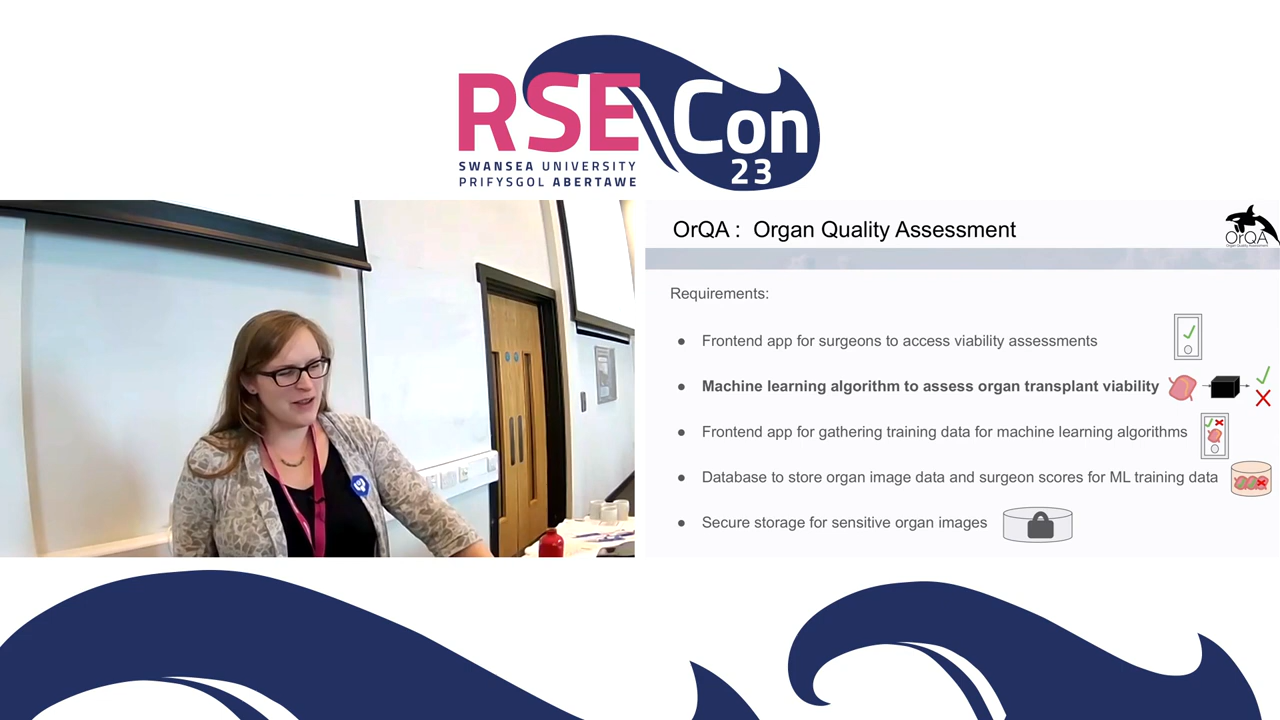 RSE Con
23
SWANSEA UNIVERSITY
PRIFYSGOL ABERTAWE
OrQA : Organ Quality Assessment
OrQA
Organ Quality Assessment
Requirements:
● Frontend app for surgeons to access viability assessments
● Machine learning algorithm to assess organ transplant viability
● Frontend app for gathering training data for machine learning algorithms
● Database to store organ image data and surgeon scores for ML training data
● Secure storage for sensitive organ images